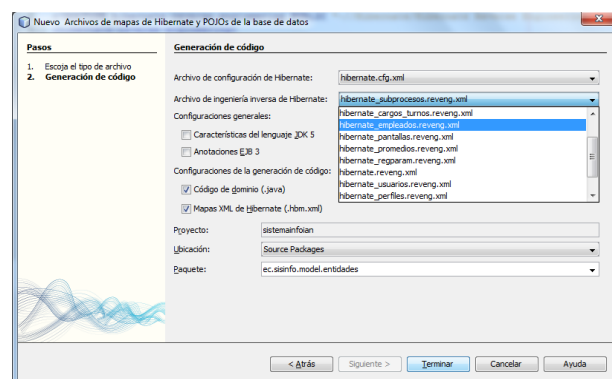 Nuevo Archivos de mapas de Hibernate y POJOs de la base de datos
Pasos
1. Escoja el tipo de archivo
2. Generación de código
Generación de código
Archivo de configuración de Hibernate: hibernate.cfg.xml
Archivo de ingeniería inversa de Hibernate: hibernate_subprocesos.reveng.xml
hibernate_cargos_turnos.reveng.xml
hibernate_empleados.reveng.xml
hibernate_pantallas.reveng.xml
hibernate_promedios.reveng.xml
hibernate_regparam.reveng.xml
hibernate.reveng.xml
hibernate_usuarios.reveng.xml
hibernate_perfiles.reveng.xml
Configuraciones generales:
Características del lenguaje JDK 5
Anotaciones EJB 3
Configuraciones de la generación de código:
Código de dominio (.java)
Mapas XML de Hibernate (.hbm.xml)
Proyecto: sistemainfoian
Ubicación: Source Packages
Paquete: ec.sisinfo.model.entidades
< Atrás Siguiente > Terminar Cancelar Ayuda